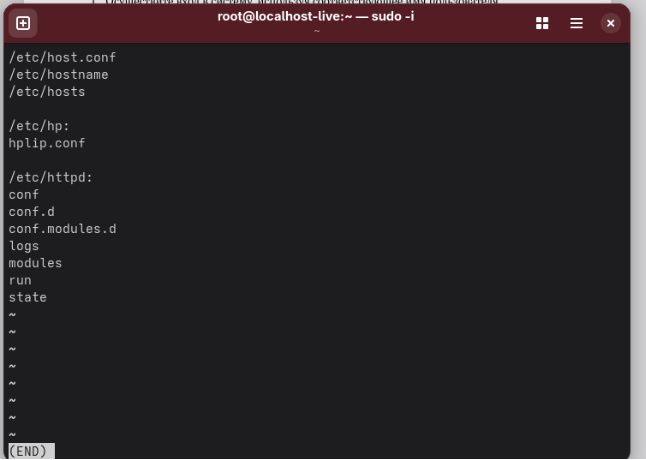 root@localhost-live:~ — sudo -i
~
/etc/host.conf
/etc/hostname
/etc/hosts

/etc/hp:
hplip.conf

/etc/httpd:
conf
conf.d
conf.modules.d
logs
modules
run
state
~
~
~
~
~
~
~
~
(END)